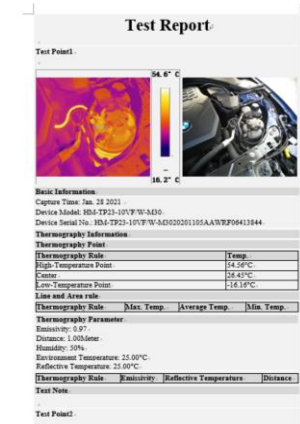 Test Report
Test Point1
54.6° C
16.2° C
Basic Information
Capture Time: Jan. 28 2021
Device Model: HM-TP23-10VF/W-M30
Device Serial No.: HM-TP23-10VF/W-M3020201105AAWRF06413844
Thermography Information
Thermography Point
Thermography Rule Temp.
High-Temperature Point 54.56°C
Center 26.45°C
Low-Temperature Point -16.16°C
Line and Area rule
Thermography Rule Max. Temp. Average Temp. Min. Temp.
Thermography Parameter
Emissivity: 0.97
Distance: 1.00Meter
Humidity: 50%
Environment Temperature: 25.00°C
Reflective Temperature: 25.00°C
Thermography Rule Emissivity Reflective Temperature Distance
Text Note
Test Point2